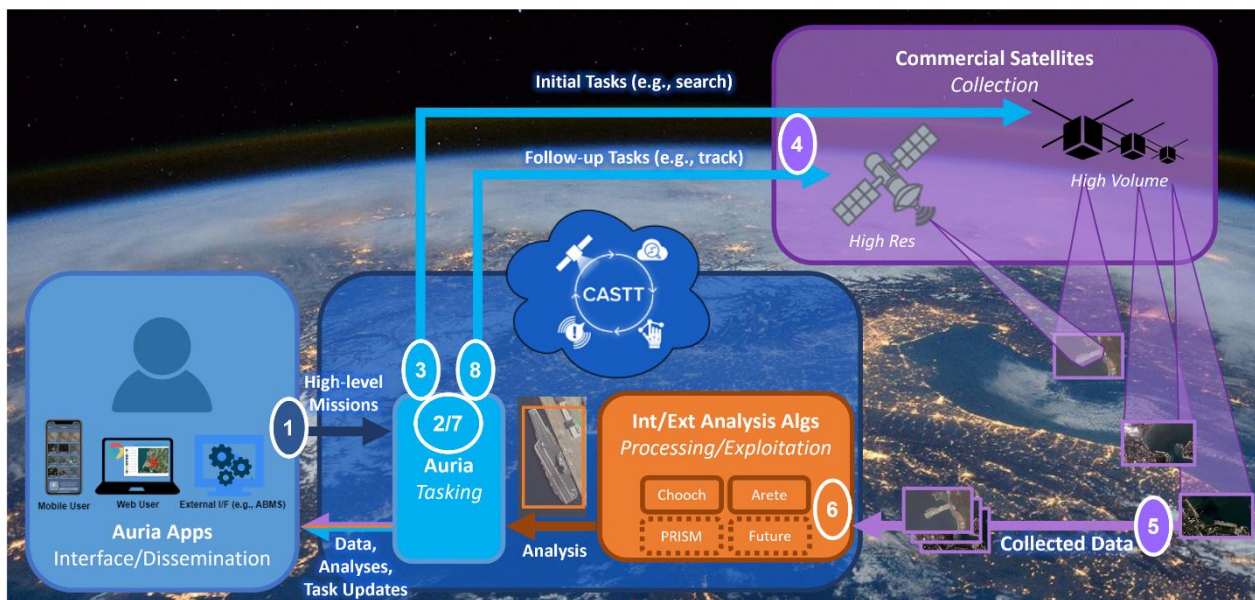 Commercial Satellites
Collection
Initial Tasks (e.g., search)
4
Follow-up Tasks (e.g., track)
High Volume
High Res
CASTT
3
8
High-level
Missions
1
2/7
Auria
Tasking
Int/Ext Analysis Algs
Processing/Exploitation
Chooch
Arete
PRISM
Future
6
5
Collected Data
Analysis
Mobile User
Web User
External I/F (e.g., ABMS)
Auria Apps
Interface/Dissemination
Data,
Analyses,
Task Updates